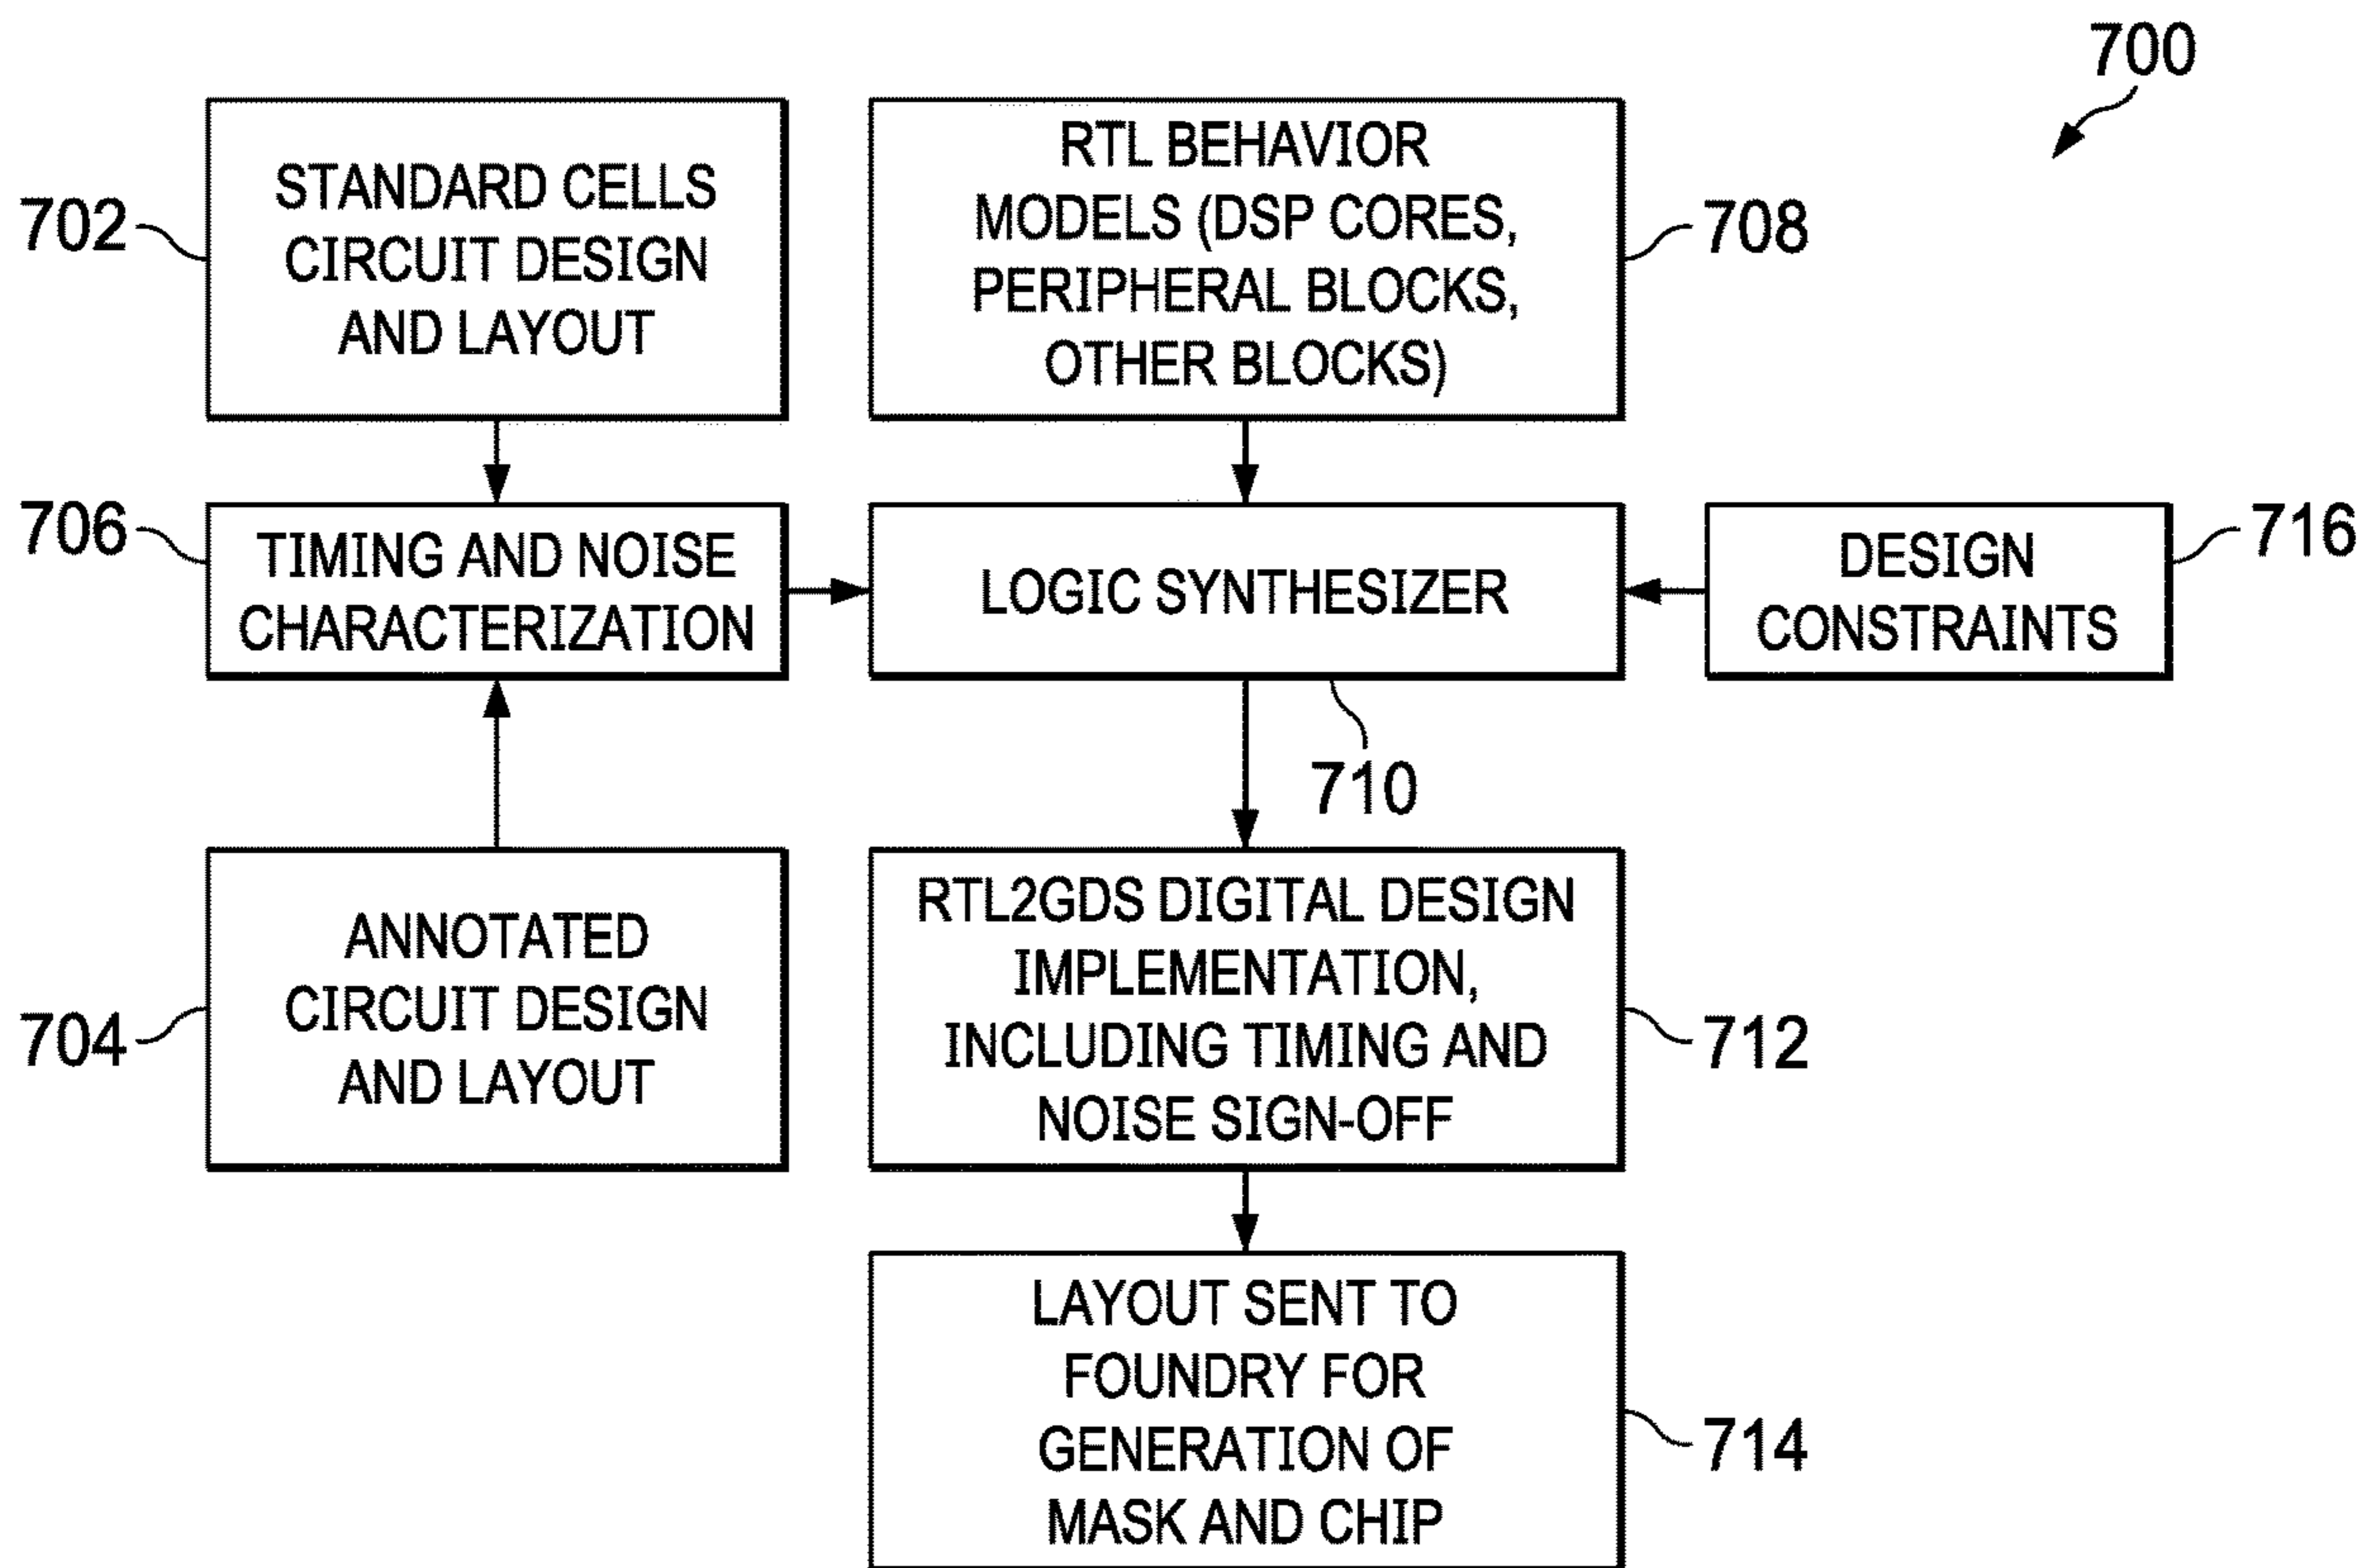 700
702
STANDARD CELLS
CIRCUIT DESIGN
AND LAYOUT
RTL BEHAVIOR
MODELS (DSP CORES,
PERIPHERAL BLOCKS,
OTHER BLOCKS)
708
706
TIMING AND NOISE
CHARACTERIZATION
LOGIC SYNTHESIZER
DESIGN
CONSTRAINTS
716
710
704
ANNOTATED
CIRCUIT DESIGN
AND LAYOUT
RTL2GDS DIGITAL DESIGN
IMPLEMENTATION,
INCLUDING TIMING AND
NOISE SIGN-OFF
712
LAYOUT SENT TO
FOUNDRY FOR
GENERATION OF
MASK AND CHIP
714